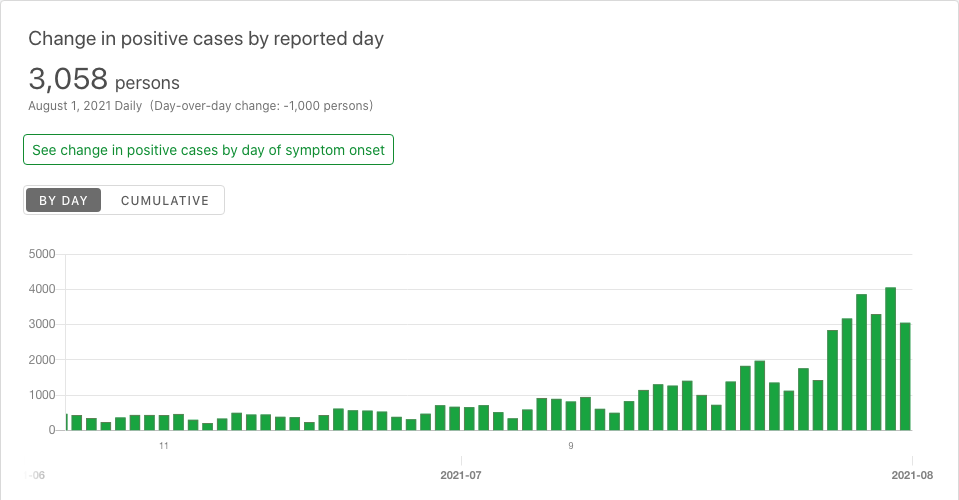 Change in positive cases by reported day
3,058 persons
August 1, 2021 Daily (Day-over-day change: -1,000 persons)
See change in positive cases by day of symptom onset
BY DAY CUMULATIVE
5000
4000
3000
2000
1000
0
11 9
-06 2021-07 2021-08